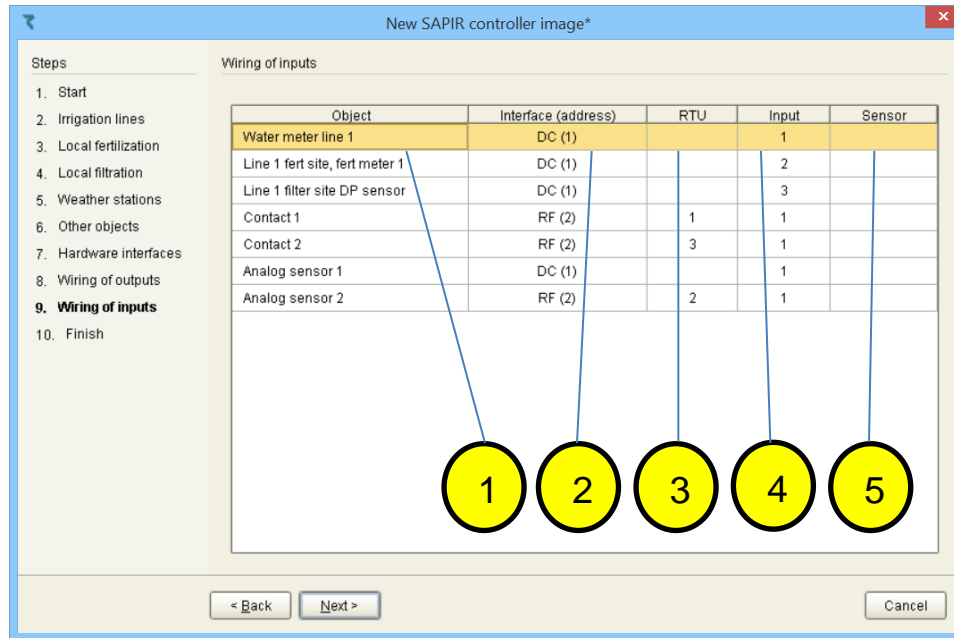 New SAPIR controller image*
x
Steps
1. Start
2. Irrigation lines
3. Local fertilization
4. Local filtration
5. Weather stations
6. Other objects
7. Hardware interfaces
8. Wiring of outputs
9. Wiring of inputs
10. Finish
Wiring of inputs
Object Interface (address) RTU Input Sensor
Water meter line 1 DC (1) 1
Line 1 fert site, fert meter 1 DC (1) 2
Line 1 filter site DP sensor DC (1) 3
Contact 1 RF (2) 1 1
Contact 2 RF (2) 3 1
Analog sensor 1 DC (1) 1
Analog sensor 2 RF (2) 2 1
1 2 3 4 5
< Back Next > Cancel